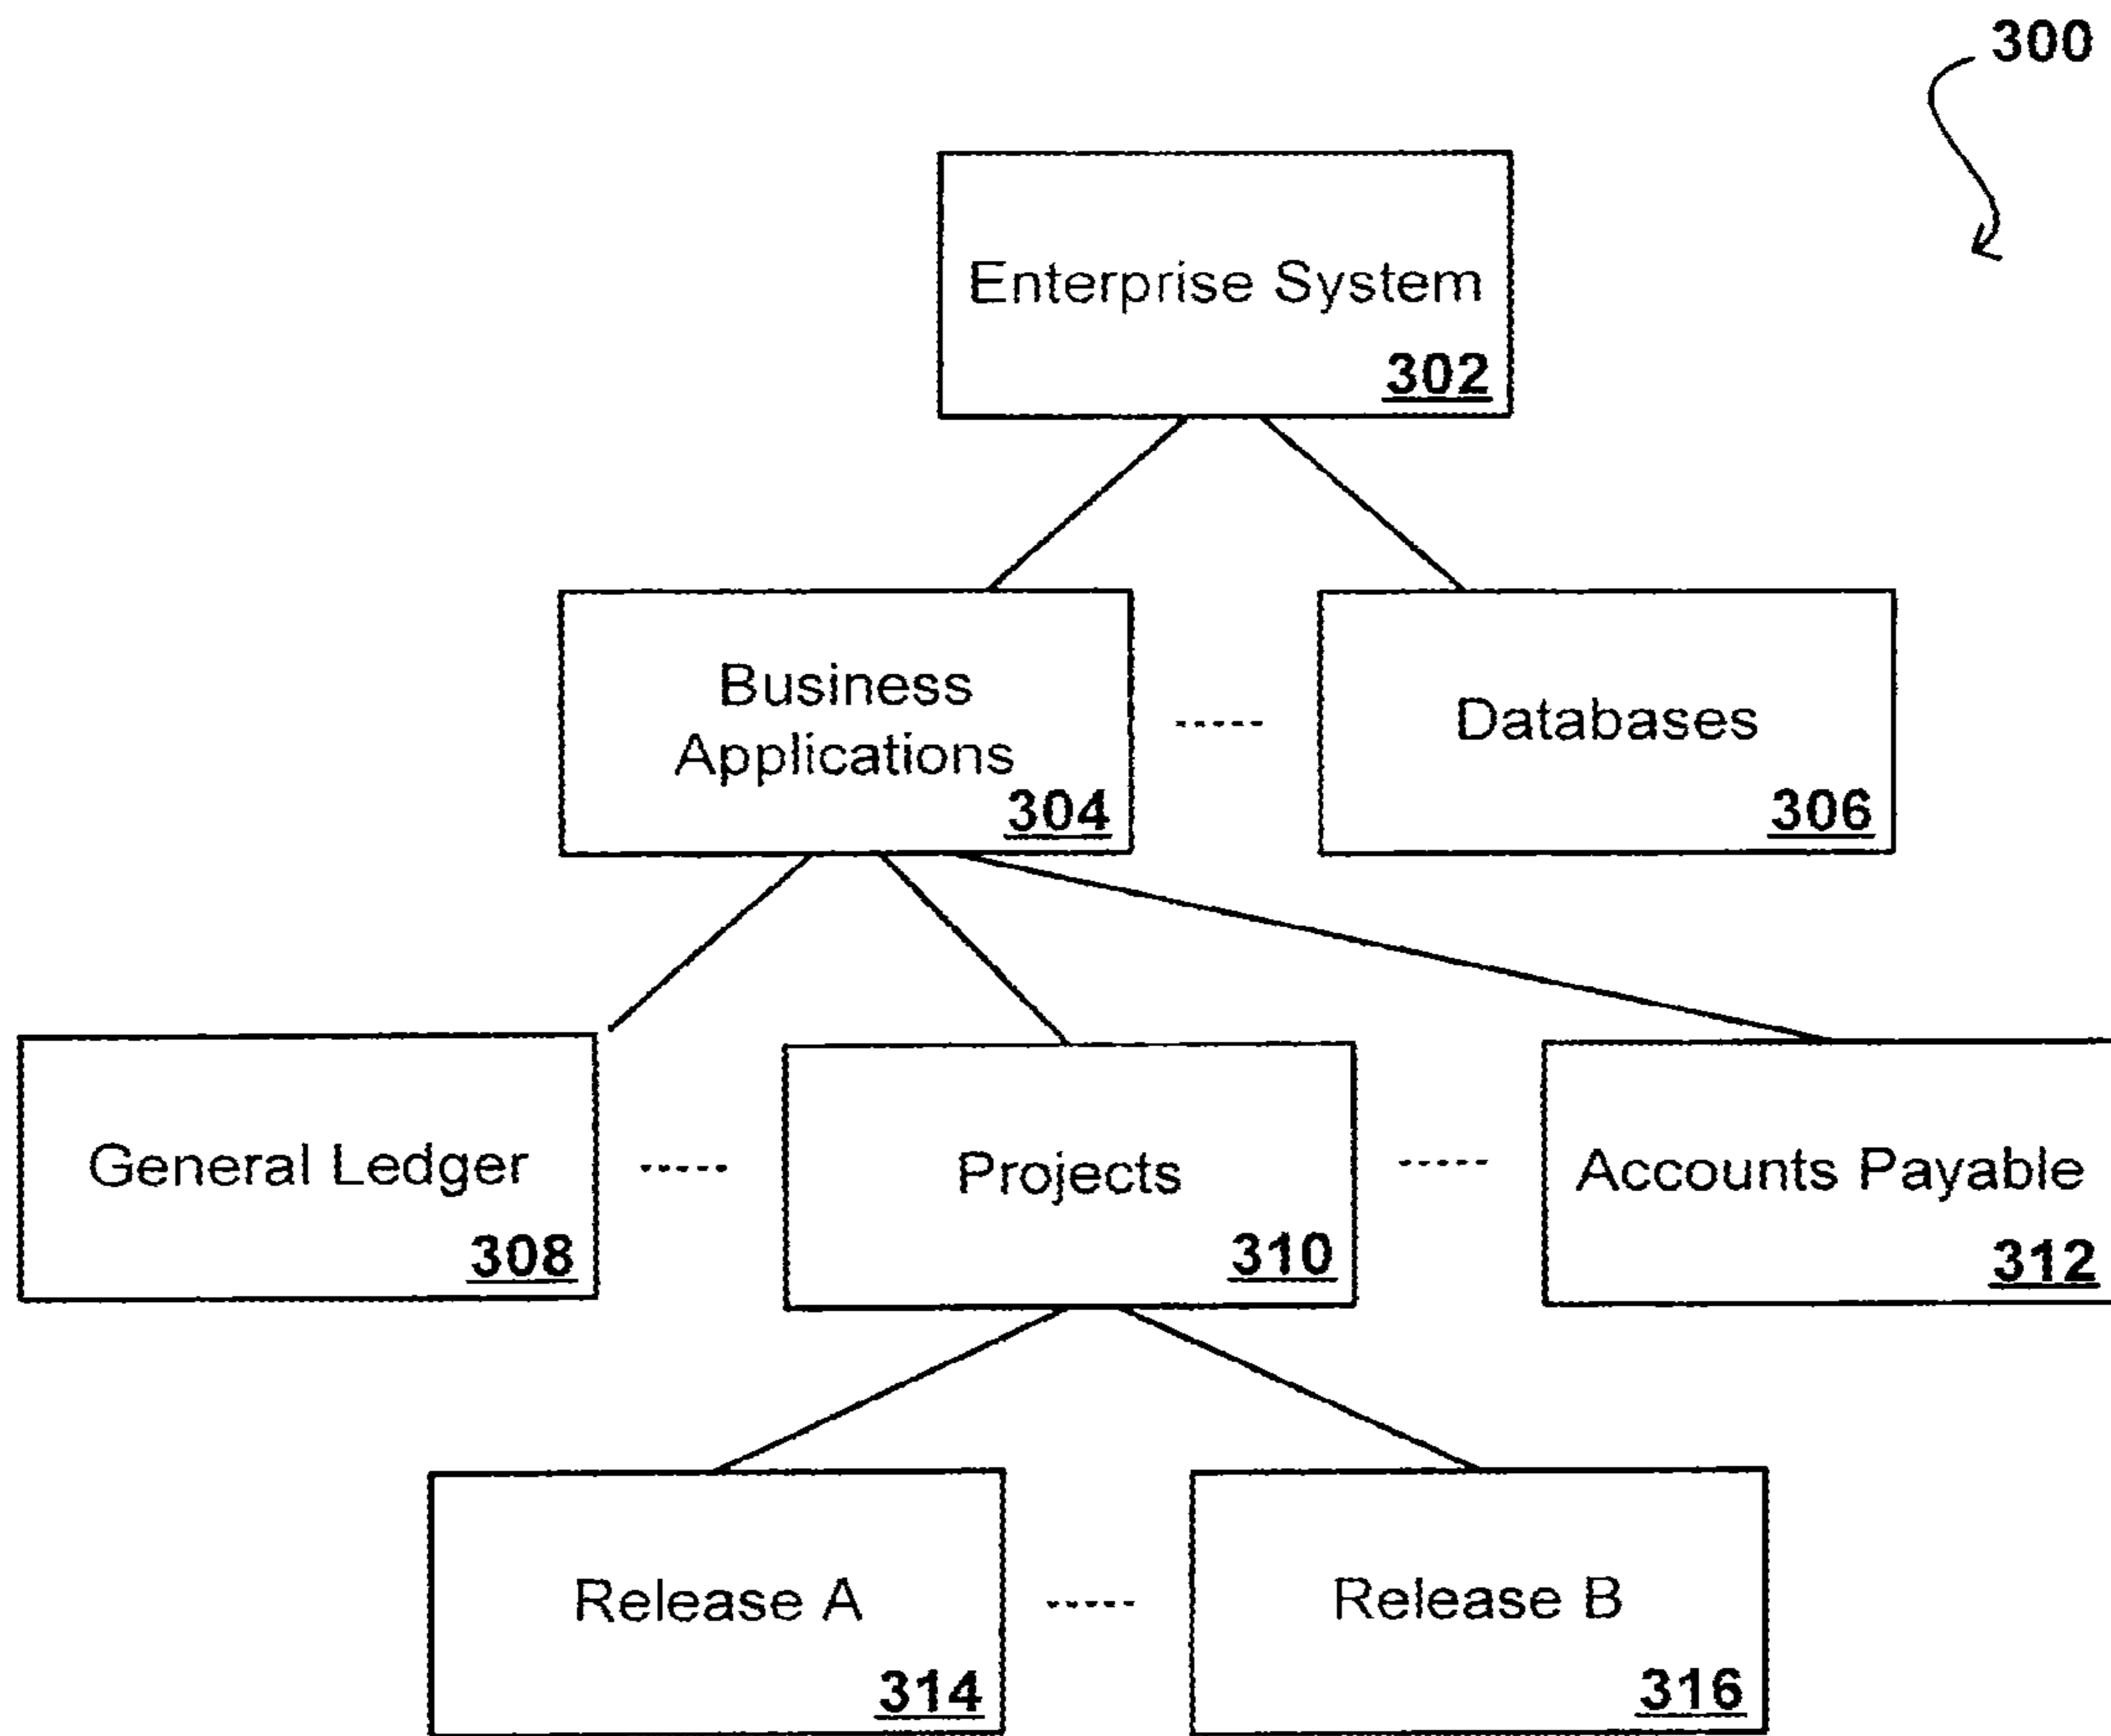 300
Enterprise System
302
Business
Applications
304
Databases
306
General Ledger
308
Projects
310
Accounts Payable
312
Release A
314
Release B
316